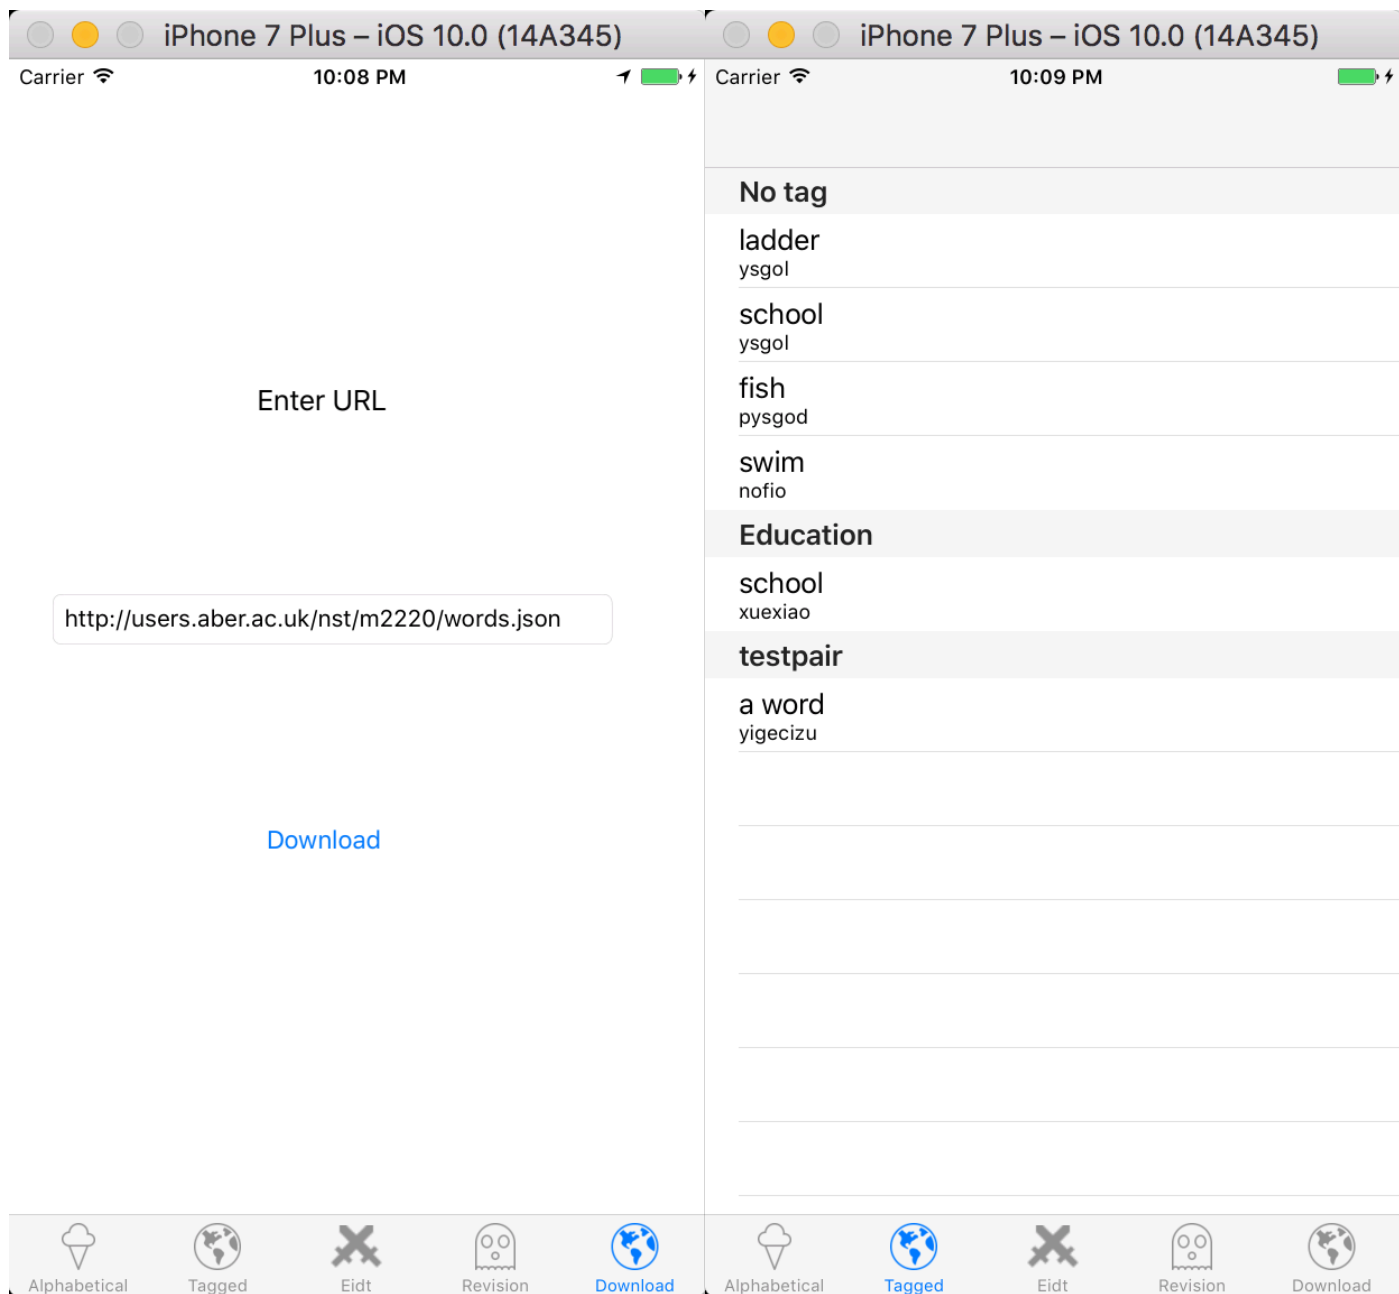 iPhone 7 Plus – iOS 10.0 (14A345)
Carrier 10:08 PM
Enter URL
http://users.aber.ac.uk/nst/m2220/words.json
Download
Alphabetical Tagged Eidt Revision Download
iPhone 7 Plus – iOS 10.0 (14A345)
Carrier 10:09 PM
No tag
ladder
ysgol
school
ysgol
fish
pysgod
swim
nofio
Education
school
xuexiao
testpair
a word
yigecizu
Alphabetical Tagged Eidt Revision Download